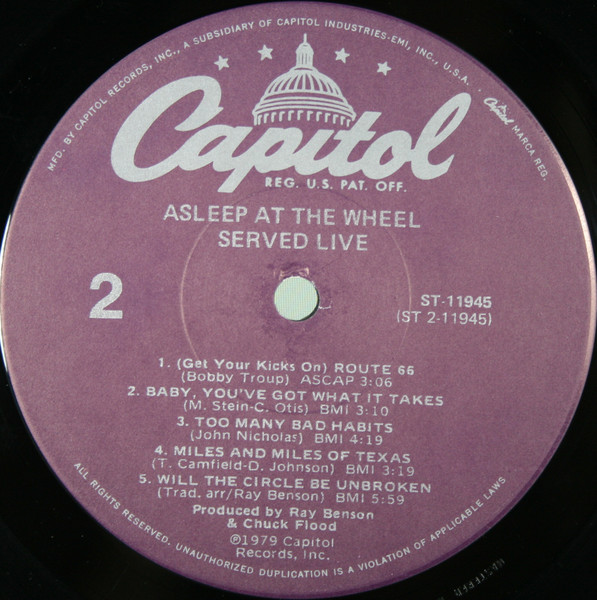 MFD. BY CAPITOL RECORDS, INC., A SUBSIDIARY OF CAPITOL INDUSTRIES-EMI, INC., U.S.A. . Capitol MARCA REG.
Capitol
REG. U.S. PAT. OFF.
ASLEEP AT THE WHEEL
SERVED LIVE
2
ST-11945
(ST 2-11945)
1. (Get Your Kicks On) ROUTE 66
(Bobby Troup) ASCAP 3:06
2. BABY, YOU'VE GOT WHAT IT TAKES
(M. Stein-C. Otis) BMI 3:10
3. TOO MANY BAD HABITS
(John Nicholas) BMI 4:19
4. MILES AND MILES OF TEXAS
(T. Camfield-D. Johnson) BMI 3:19
5. WILL THE CIRCLE BE UNBROKEN
(Trad. arr/Ray Benson) BMI 5:59
Produced by Ray Benson
& Chuck Flood
℗1979 Capitol
Records, Inc.
ALL RIGHTS RESERVED. UNAUTHORIZED DUPLICATION IS A VIOLATION OF APPLICABLE LAWS